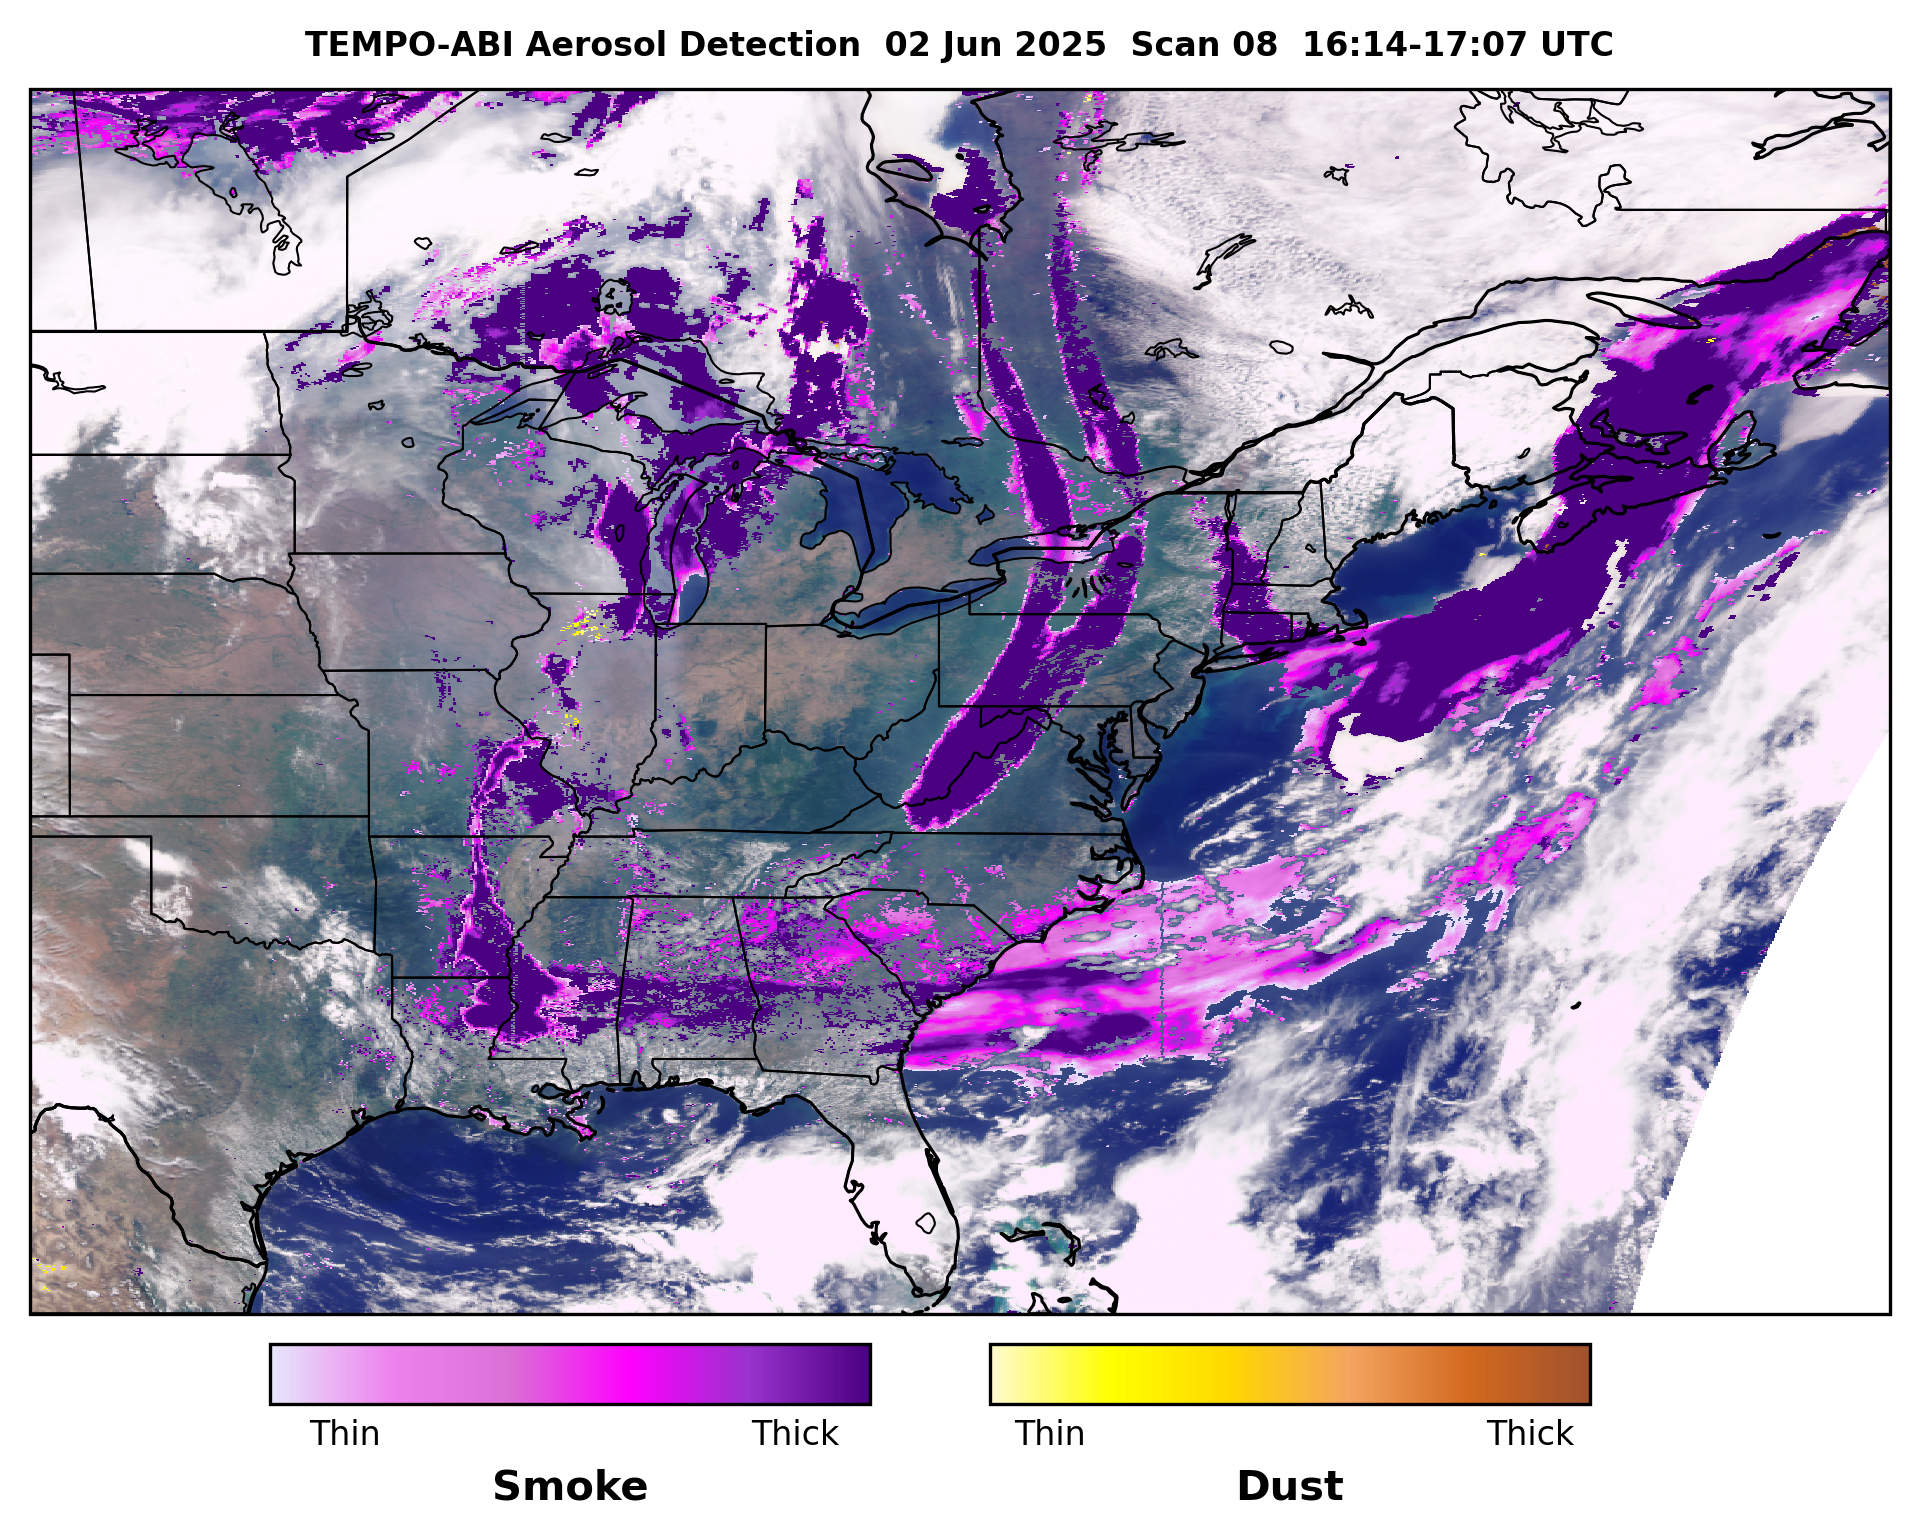 TEMPO-ABI Aerosol Detection  02 Jun 2025  Scan 08  16:14-17:07 UTC
Thin Thick Thin Thick
Smoke Dust